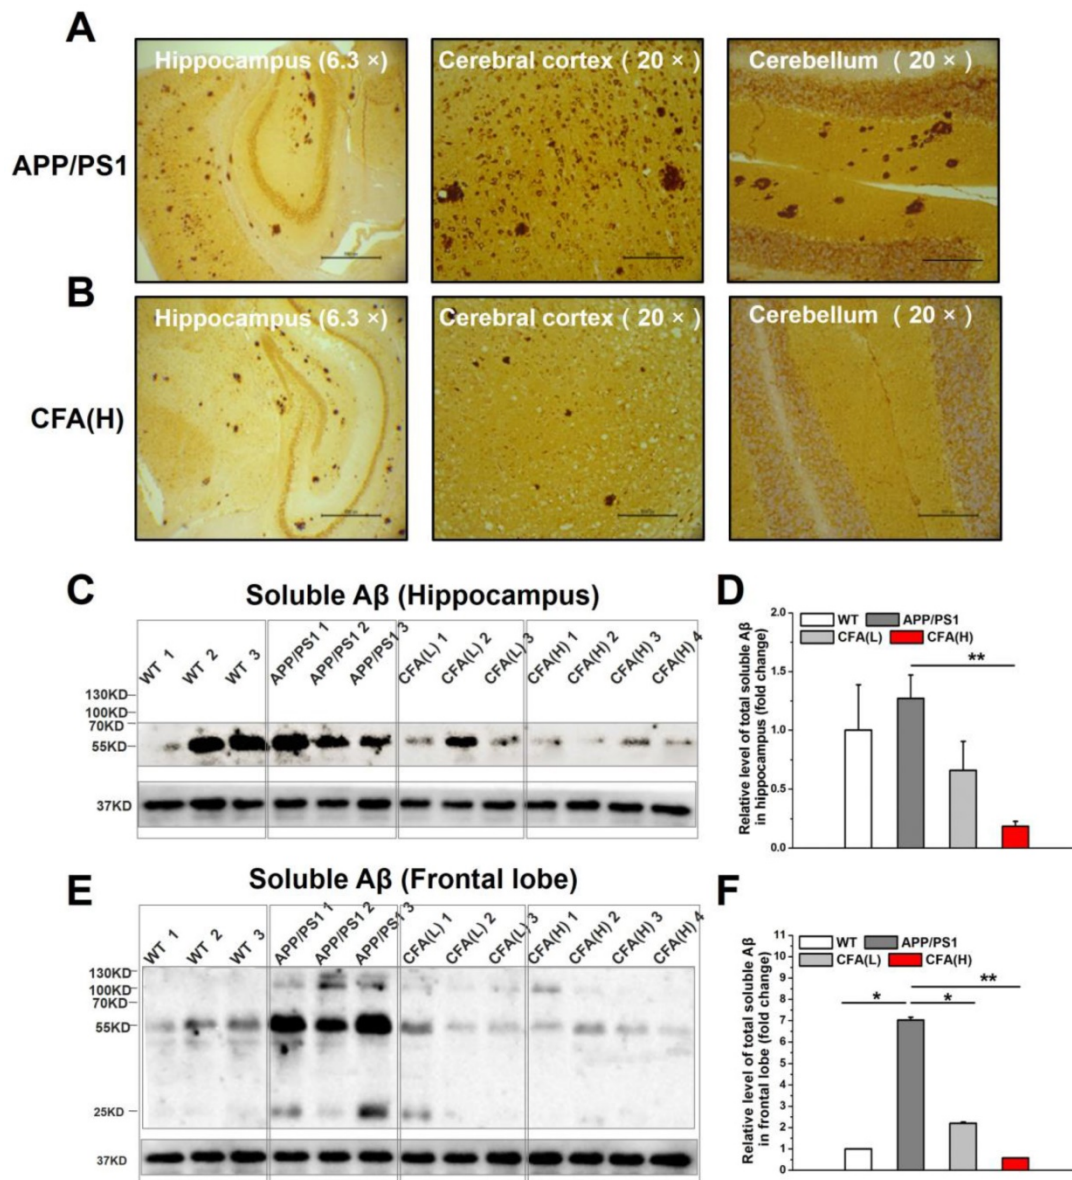 A
Hippocampus (6.3 ×)
Cerebral cortex ( 20 × )
Cerebellum ( 20 × )
APP/PS1
B
Hippocampus (6.3 ×)
Cerebral cortex ( 20 × )
Cerebellum ( 20 × )
CFA(H)
C
Soluble Aβ (Hippocampus)
WT 1
WT 2
WT 3
APP/PS1 1
APP/PS1 2
APP/PS1 3
CFA(L) 1
CFA(L) 2
CFA(L) 3
CFA(H) 1
CFA(H) 2
CFA(H) 3
CFA(H) 4
130KD
100KD
70KD
55KD
37KD
D
WT
APP/PS1
CFA(L)
CFA(H)
**
Relative level of total soluble Aβ
in hippocampus (fold change)
2.0
1.5
1.0
0.5
0.0
E
Soluble Aβ (Frontal lobe)
WT 1
WT 2
WT 3
APP/PS1 1
APP/PS1 2
APP/PS1 3
CFA(L) 1
CFA(L) 2
CFA(L) 3
CFA(H) 1
CFA(H) 2
CFA(H) 3
CFA(H) 4
130KD
100KD
70KD
55KD
25KD
37KD
F
WT
APP/PS1
CFA(L)
CFA(H)
**
*
*
Relative level of total soluble Aβ
in frontal lobe (fold change)
11
10
9
8
7
6
5
4
3
2
1
0